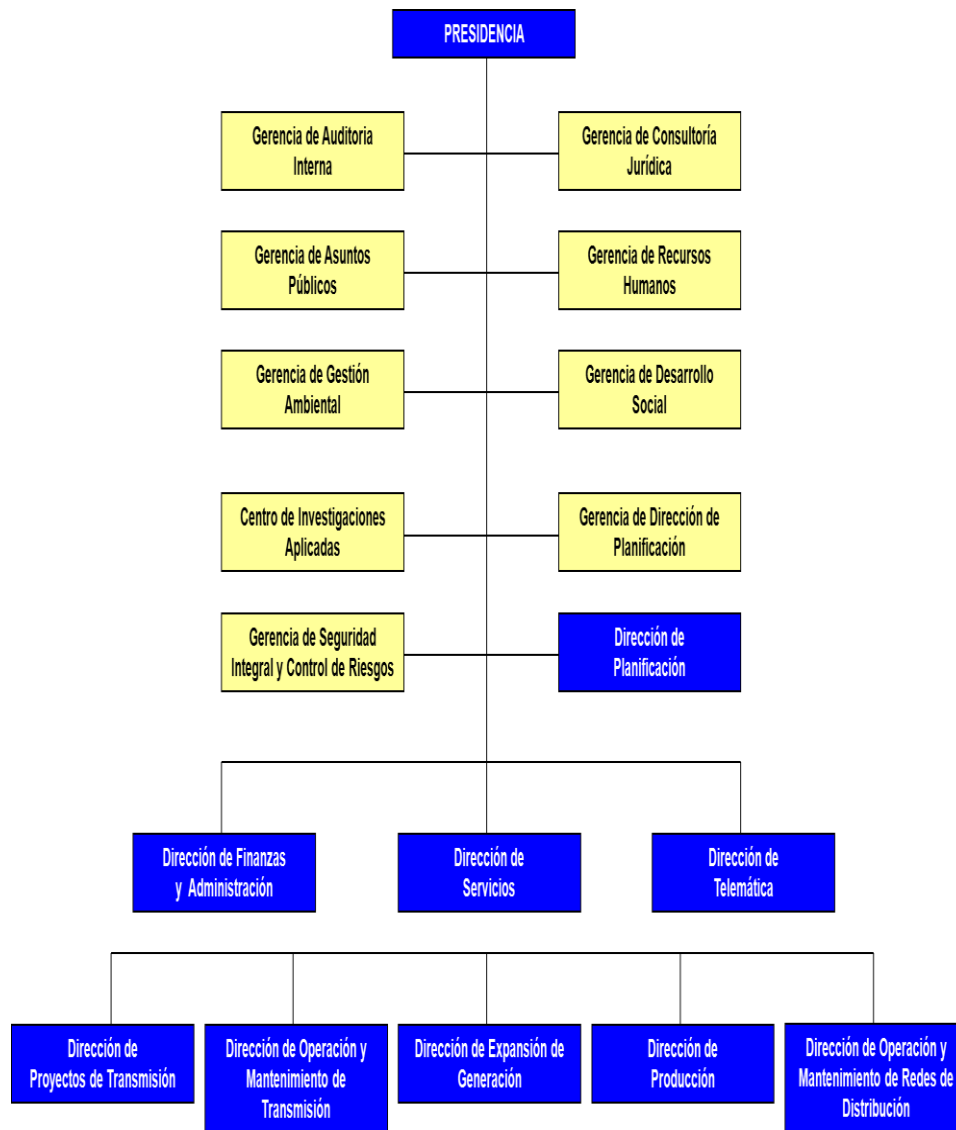 PRESIDENCIA
Gerencia de Auditoria
Interna
Gerencia de Consultoría
Jurídica
Gerencia de Asuntos
Públicos
Gerencia de Recursos
Humanos
Gerencia de Gestión
Ambiental
Gerencia de Desarrollo
Social
Centro de Investigaciones
Aplicadas
Gerencia de Dirección de
Planificación
Gerencia de Seguridad
Integral y Control de Riesgos
Dirección de
Planificación
Dirección de Finanzas
y Administración
Dirección de
Servicios
Dirección de
Telemática
Dirección de
Proyectos de Transmisión
Dirección de Operación y
Mantenimiento de
Transmisión
Dirección de Expansión de
Generación
Dirección de
Producción
Dirección de Operación y
Mantenimiento de Redes de
Distribución